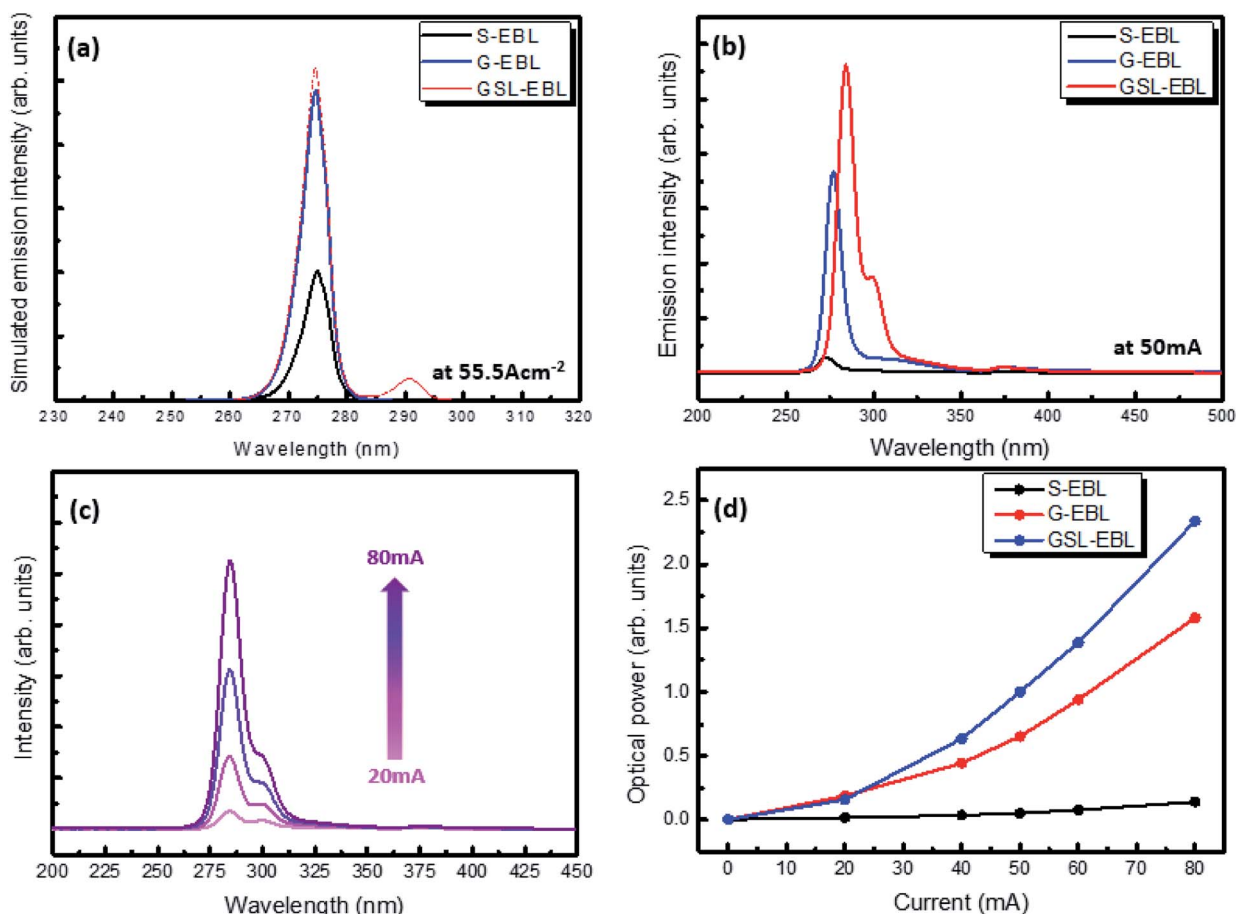 (a)
S-EBL
G-EBL
GSL-EBL
Simulated emission intensity (arb. units)
at 55.5Acm-2
230 240 250 260 270 280 290 300 310 320
Wavelength (nm)
(b)
S-EBL
G-EBL
GSL-EBL
Emission intensity (arb. units)
at 50mA
200 250 300 350 400 450 500
Wavelength (nm)
(c)
80mA
20mA
Intensity (arb. units)
200 225 250 275 300 325 350 375 400 425 450
Wavelength (nm)
(d)
S-EBL
G-EBL
GSL-EBL
Optical power (arb. units)
2.5
2.0
1.5
1.0
0.5
0.0
0 10 20 30 40 50 60 70 80
Current (mA)